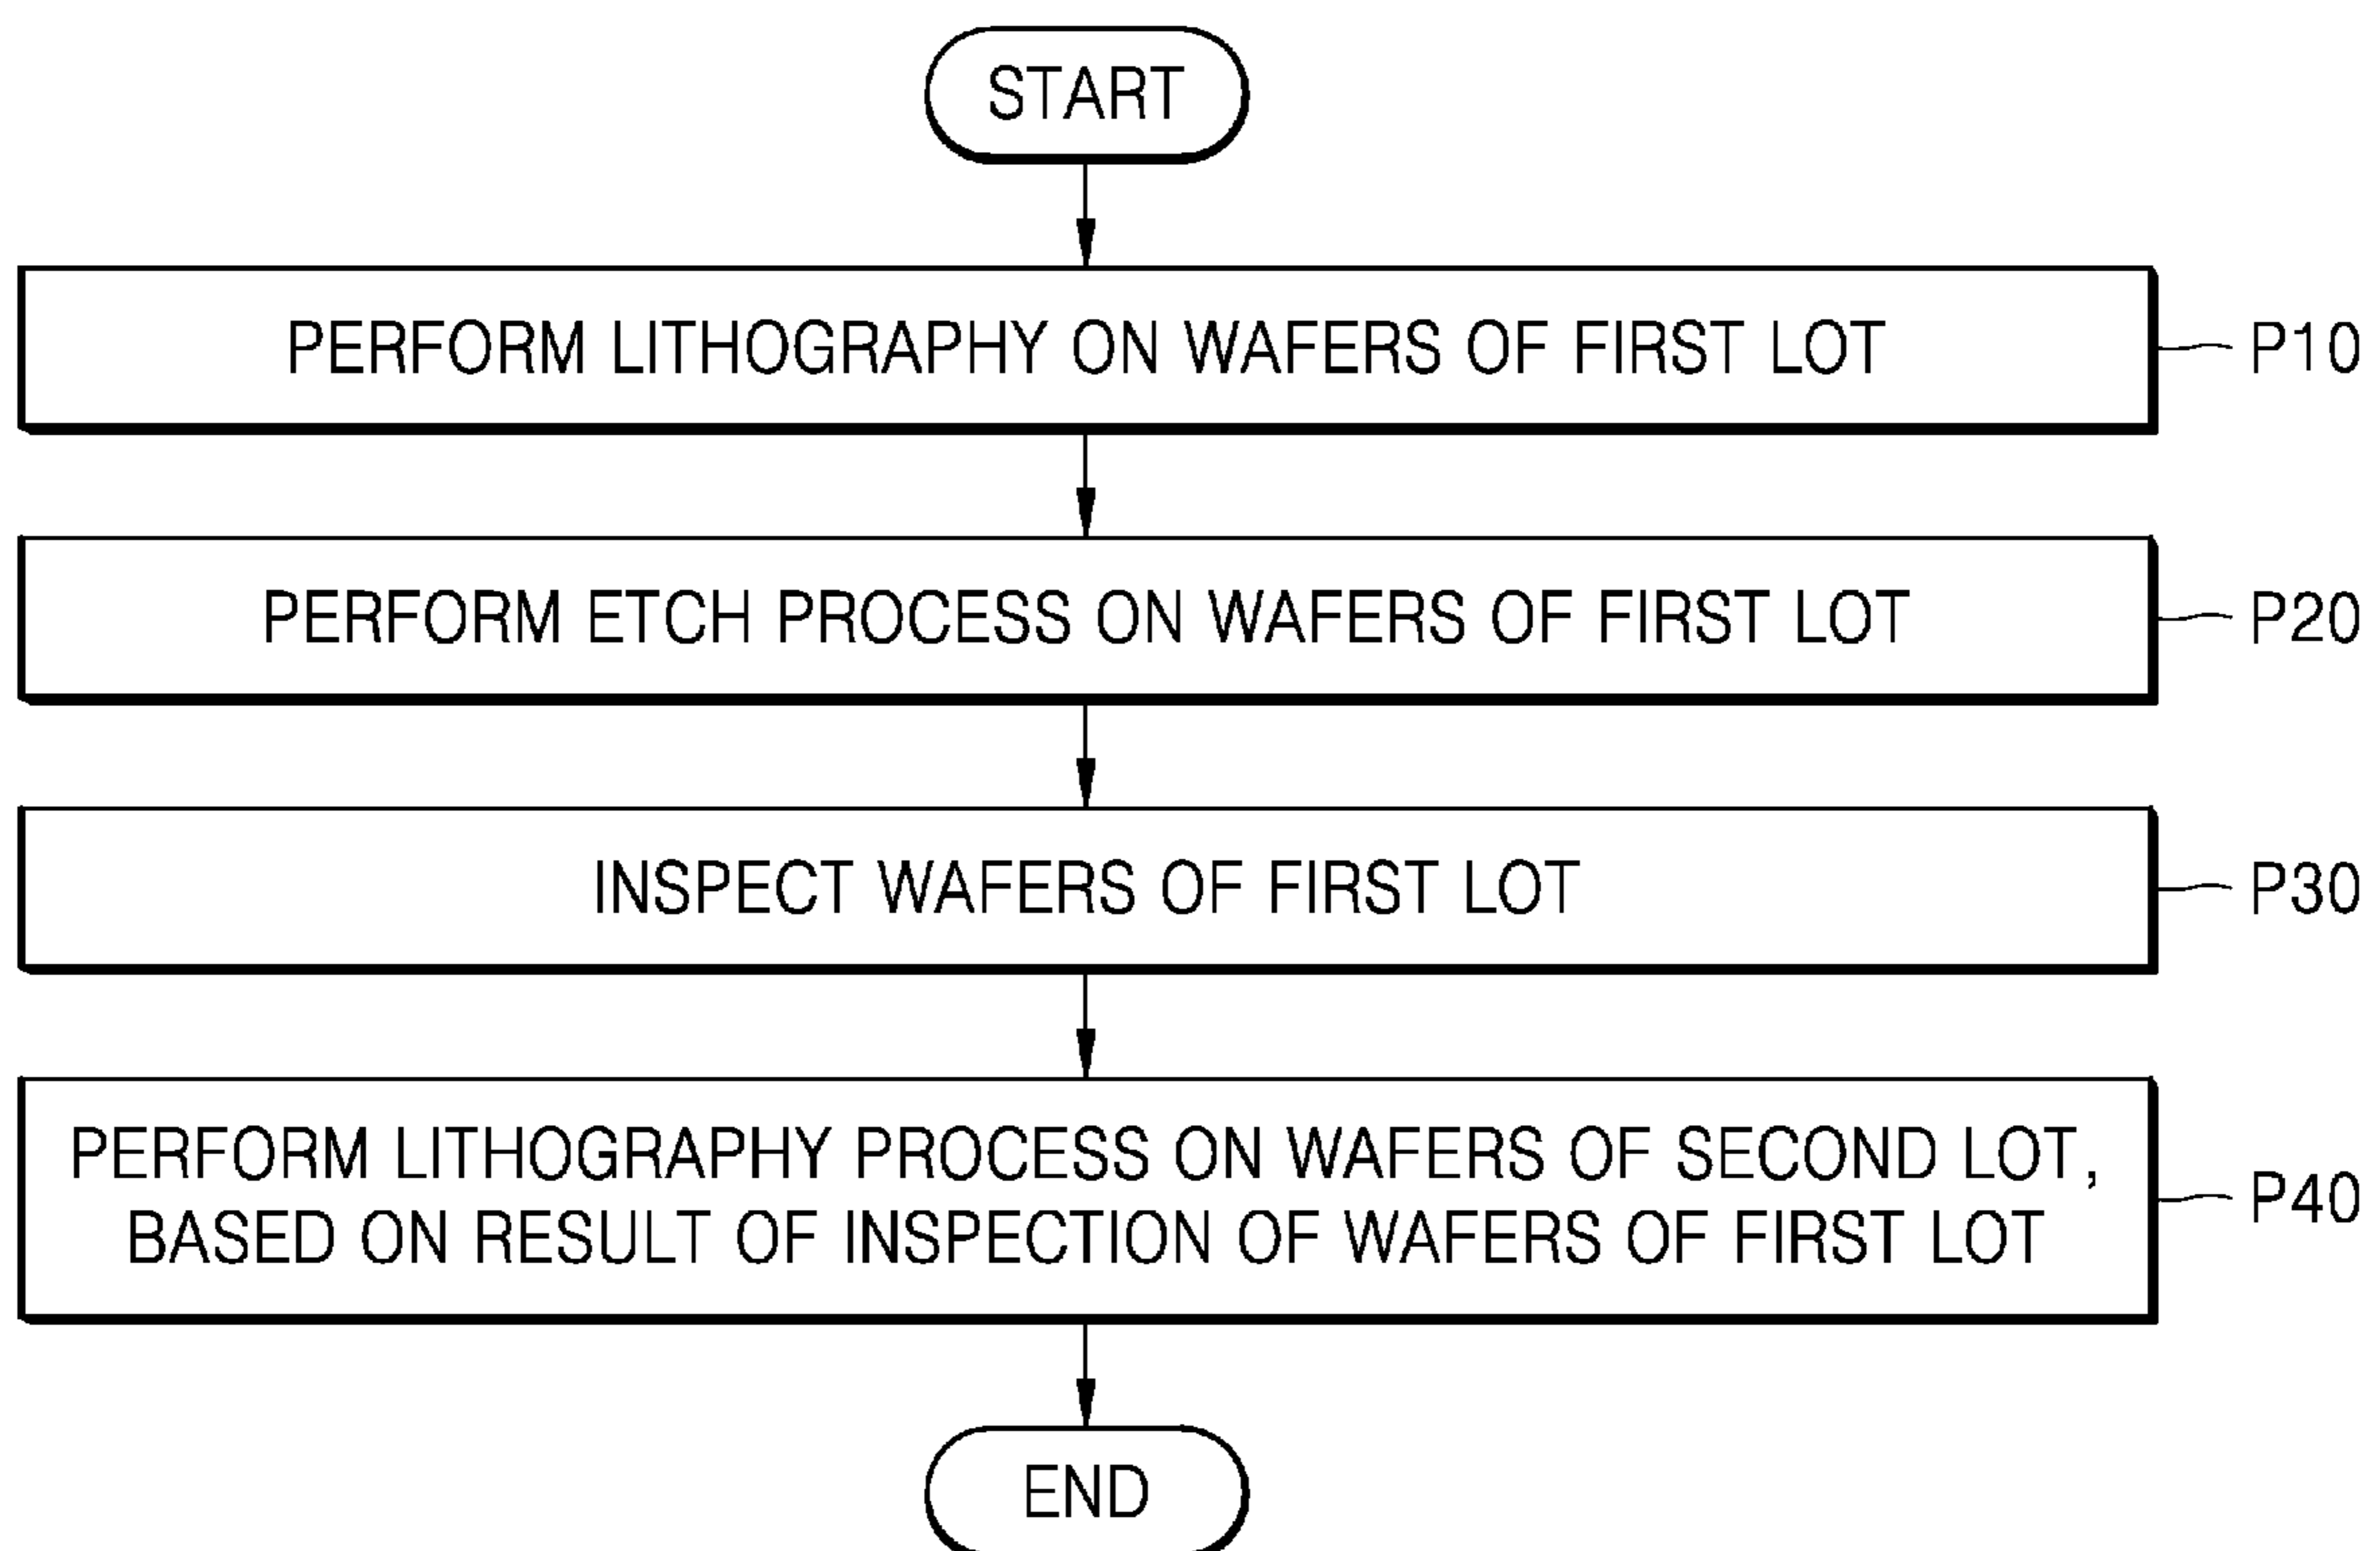 START
PERFORM LITHOGRAPHY ON WAFERS OF FIRST LOT
P10
PERFORM ETCH PROCESS ON WAFERS OF FIRST LOT
P20
INSPECT WAFERS OF FIRST LOT
P30
PERFORM LITHOGRAPHY PROCESS ON WAFERS OF SECOND LOT,
BASED ON RESULT OF INSPECTION OF WAFERS OF FIRST LOT
P40
END